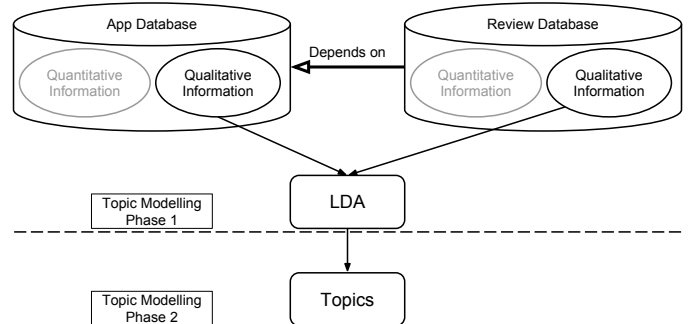 App Database
Review Database
Depends on
Quantitative
Information
Qualitative
Information
Quantitative
Information
Qualitative
Information
LDA
Topic Modelling
Phase 1
Topics
Topic Modelling
Phase 2